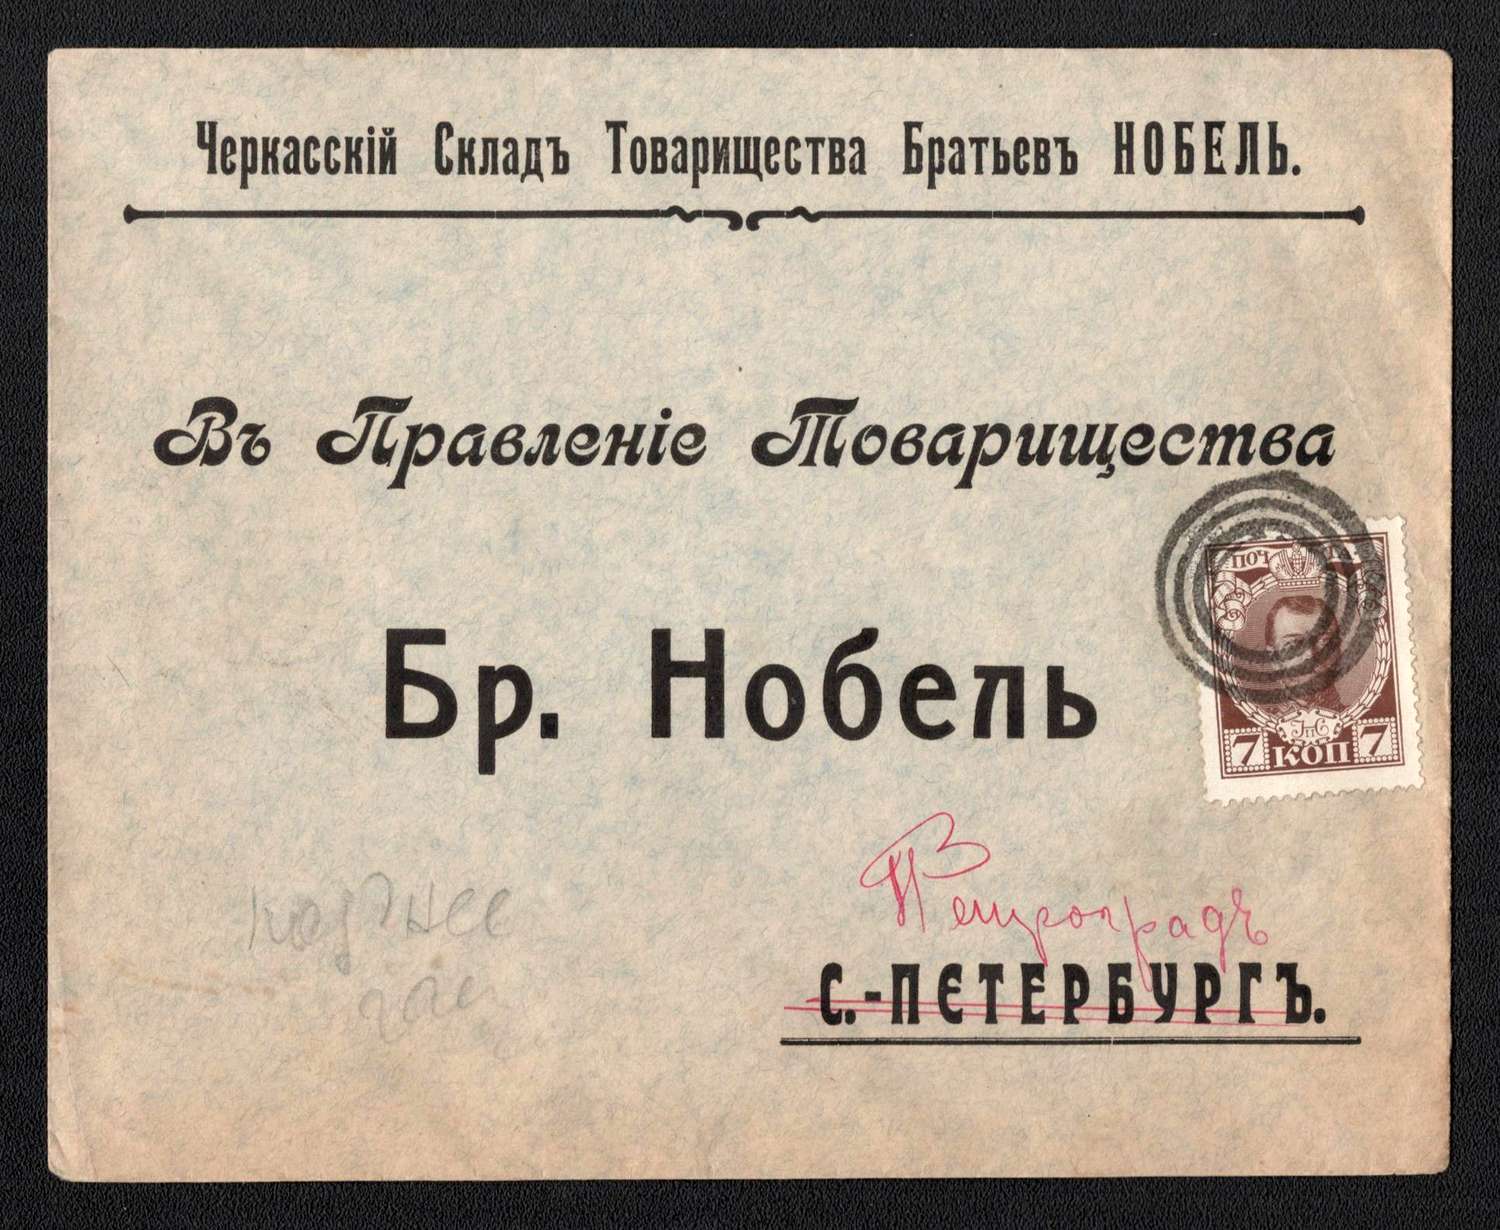 Черкасскій Складъ Товарищества Братьевъ НОБЕЛЬ.
Въ Правленіе Товарищества
ПОЧ
Бр. Нобель
7 КОП 7
Петроградъ
С.-ПЕТЕРБУРГЪ.